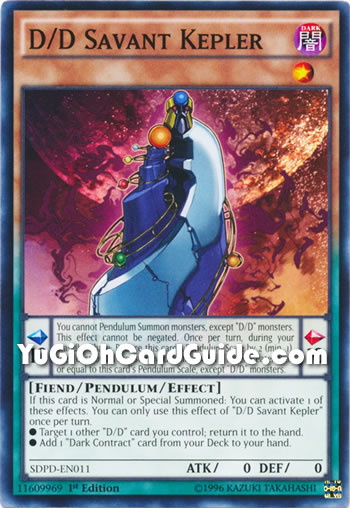 D/D SAVANT KEPLER
DARK
闇
You cannot Pendulum Summon monsters, except "D/D" monsters.
This effect cannot be negated. Once per turn, during your
YuGiOhCardGuide.com
or equal to this card's Pendulum Scale, except "D/D" monsters.
[FIEND/PENDULUM/EFFECT]
If this card is Normal or Special Summoned: You can activate 1 of
these effects. You can only use this effect of "D/D Savant Kepler"
once per turn.
● Target 1 other "D/D" card you control; return it to the hand.
● Add 1 "Dark Contract" card from your Deck to your hand.
SDPD-EN011
ATK/ 0 DEF/ 0
11609969 1st Edition
©1996 KAZUKI TAKAHASHI